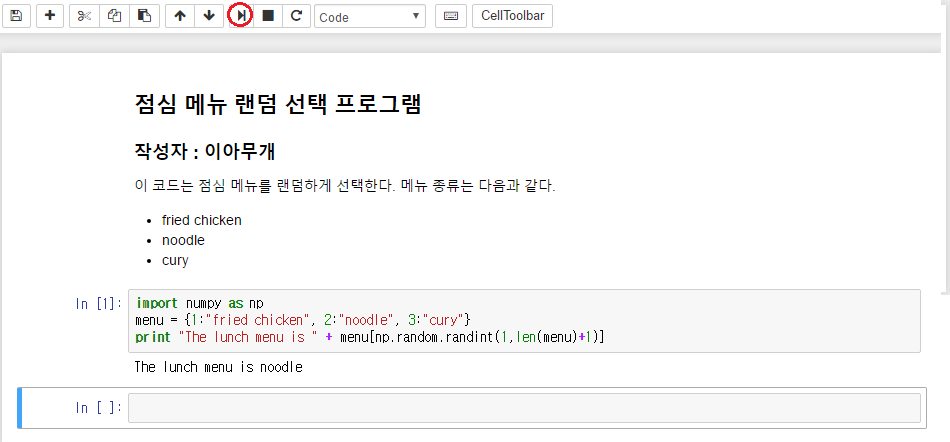 Code
CellToolbar
점심 메뉴 랜덤 선택 프로그램
작성자 : 이아무개
이 코드는 점심 메뉴를 랜덤하게 선택한다. 메뉴 종류는 다음과 같다.
• fried chicken
• noodle
• cury
In [1]: import numpy as np
menu = {1:"fried chicken", 2:"noodle", 3:"cury"}
print "The lunch menu is " + menu[np.random.randint(1,len(menu)+1)]
The lunch menu is noodle
In [ ]: